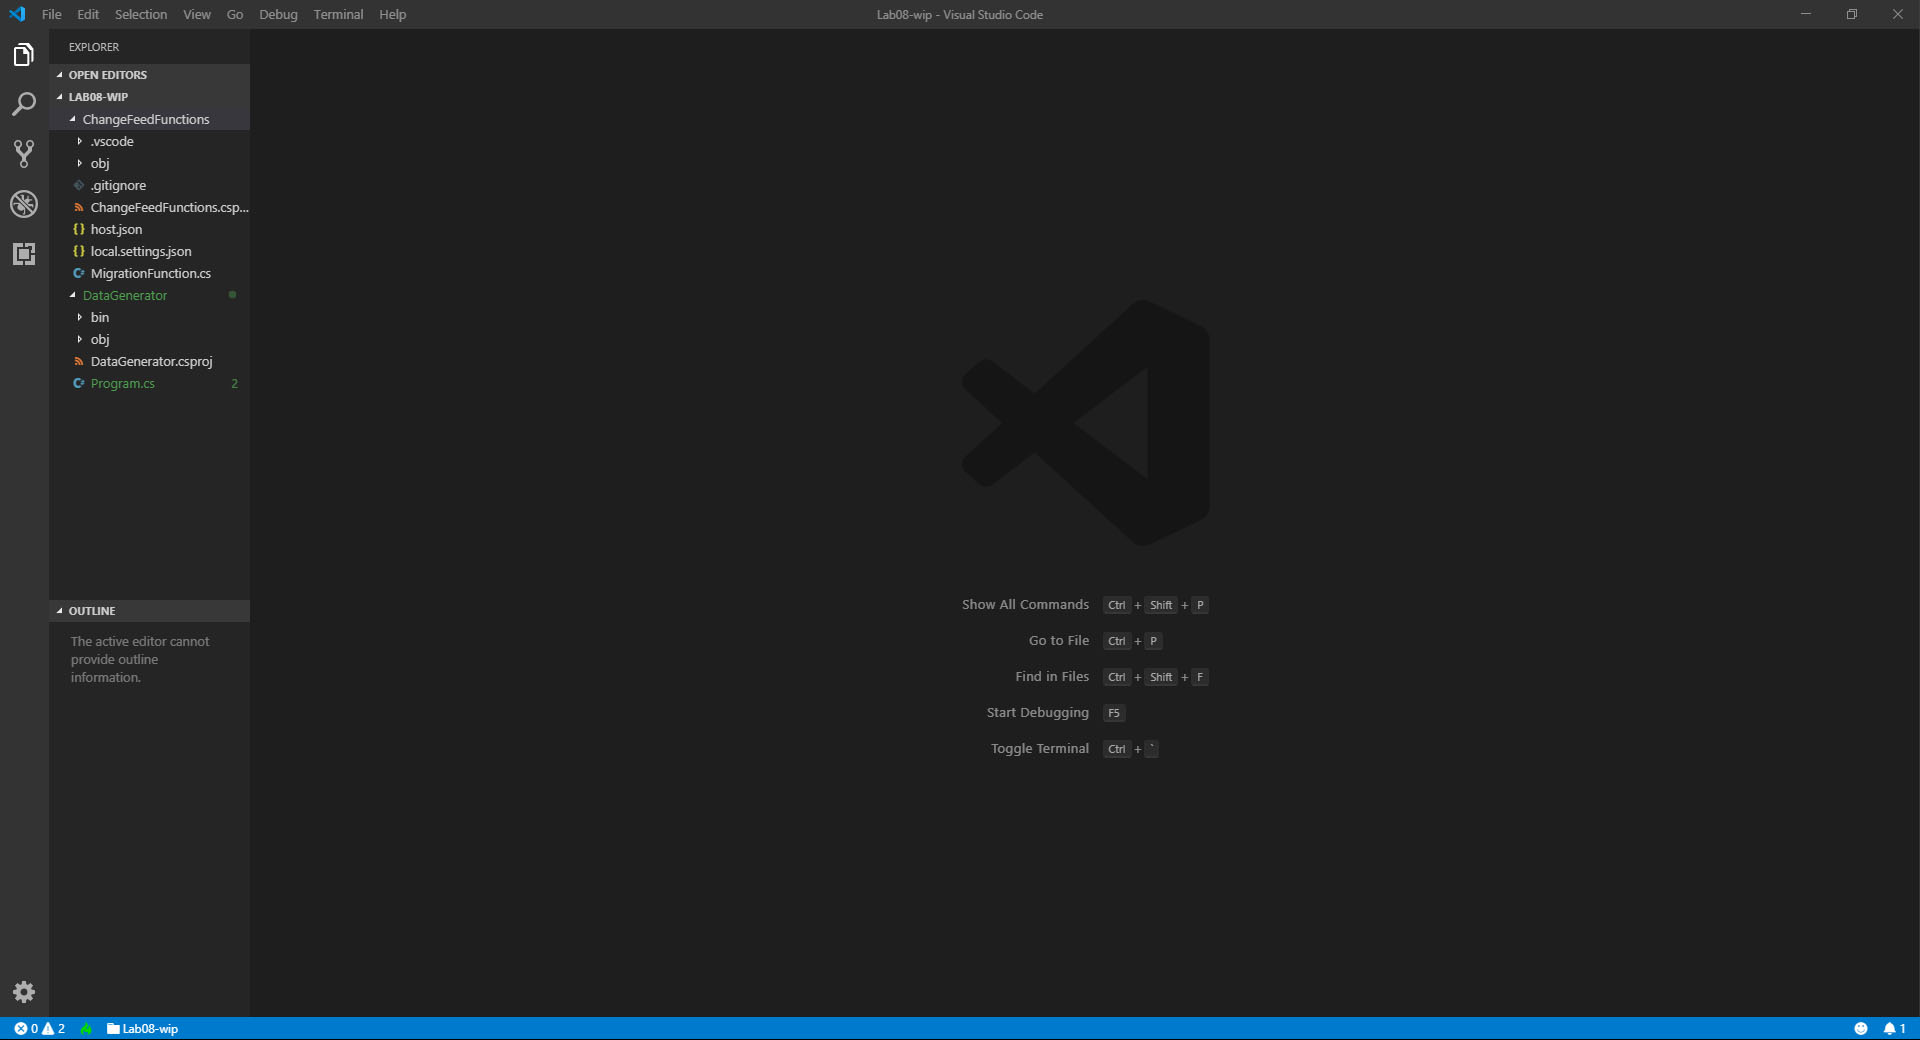 File Edit Selection View Go Debug Terminal Help
Lab08-wip - Visual Studio Code
EXPLORER
OPEN EDITORS
LAB08-WIP
ChangeFeedFunctions
.vscode
obj
.gitignore
ChangeFeedFunctions.csp...
host.json
local.settings.json
MigrationFunction.cs
DataGenerator
bin
obj
DataGenerator.csproj
Program.cs 2
OUTLINE
The active editor cannot
provide outline
information.
Show All Commands Ctrl + Shift + P
Go to File Ctrl + P
Find in Files Ctrl + Shift + F
Start Debugging F5
Toggle Terminal Ctrl + `
0 2 Lab08-wip 1